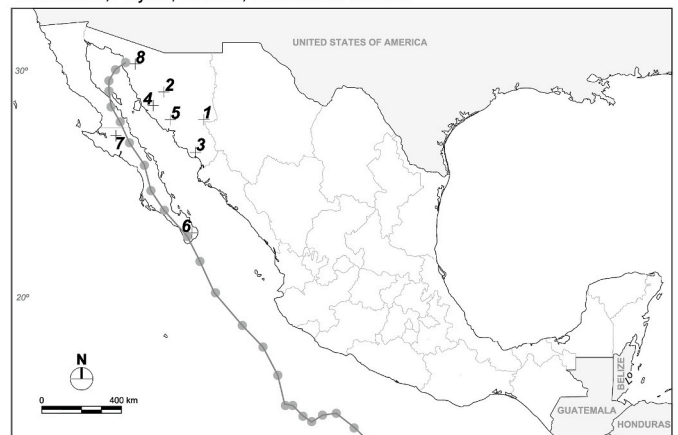 UNITED STATES OF AMERICA
30º
8
2
4
5
1
3
7
6
20º
N
0 400 km
BELIZE
GUATEMALA
HONDURAS